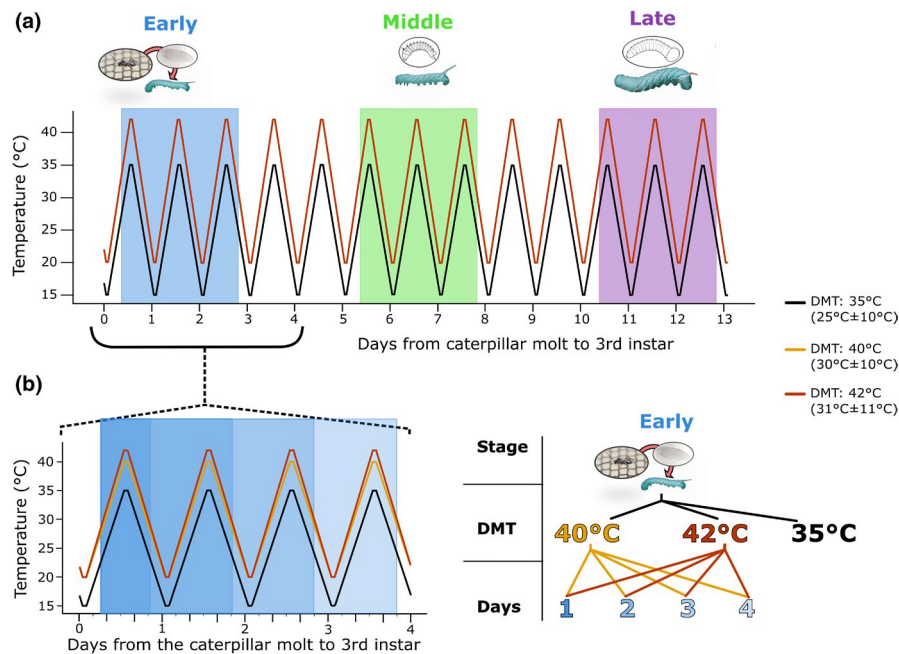 (a)
Early
Middle
Late
Temperature (°C)
40
35
30
25
20
15
0 1 2 3 4 5 6 7 8 9 10 11 12 13
Days from caterpillar molt to 3rd instar
DMT: 35°C
(25°C±10°C)
DMT: 40°C
(30°C±10°C)
DMT: 42°C
(31°C±11°C)
(b)
Temperature (°C)
40
35
30
25
20
15
0 1 2 3 4
Days from the caterpillar molt to 3rd instar
Early
Stage
DMT
40°C 42°C 35°C
Days
1 2 3 4